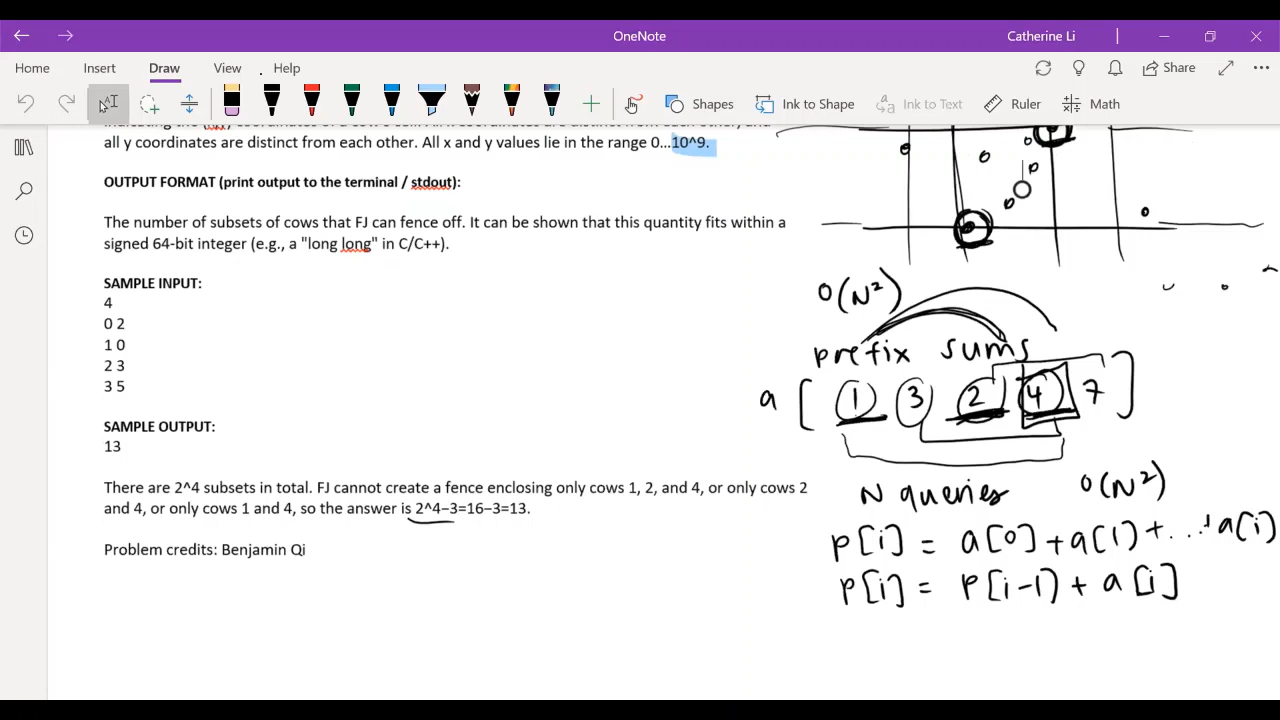 OneNote
Catherine Li
Home Insert Draw View Help
Share
Shapes
Ink to Shape
Ink to Text
Ruler
Math
all y coordinates are distinct from each other. All x and y values lie in the range 0...10^9.
OUTPUT FORMAT (print output to the terminal / stdout):
The number of subsets of cows that FJ can fence off. It can be shown that this quantity fits within a
signed 64-bit integer (e.g., a "long long" in C/C++).
SAMPLE INPUT:
4
0 2
1 0
2 3
3 5
SAMPLE OUTPUT:
13
There are 2^4 subsets in total. FJ cannot create a fence enclosing only cows 1, 2, and 4, or only cows 2
and 4, or only cows 1 and 4, so the answer is 2^4−3=16−3=13.
Problem credits: Benjamin Qi
O(N²)
prefix sums
a [ 1 3 2 4 7 ]
N queries O(N²)
p[i] = a[0] + a[1] + ... + a[i]
p[i] = p[i-1] + a[i]